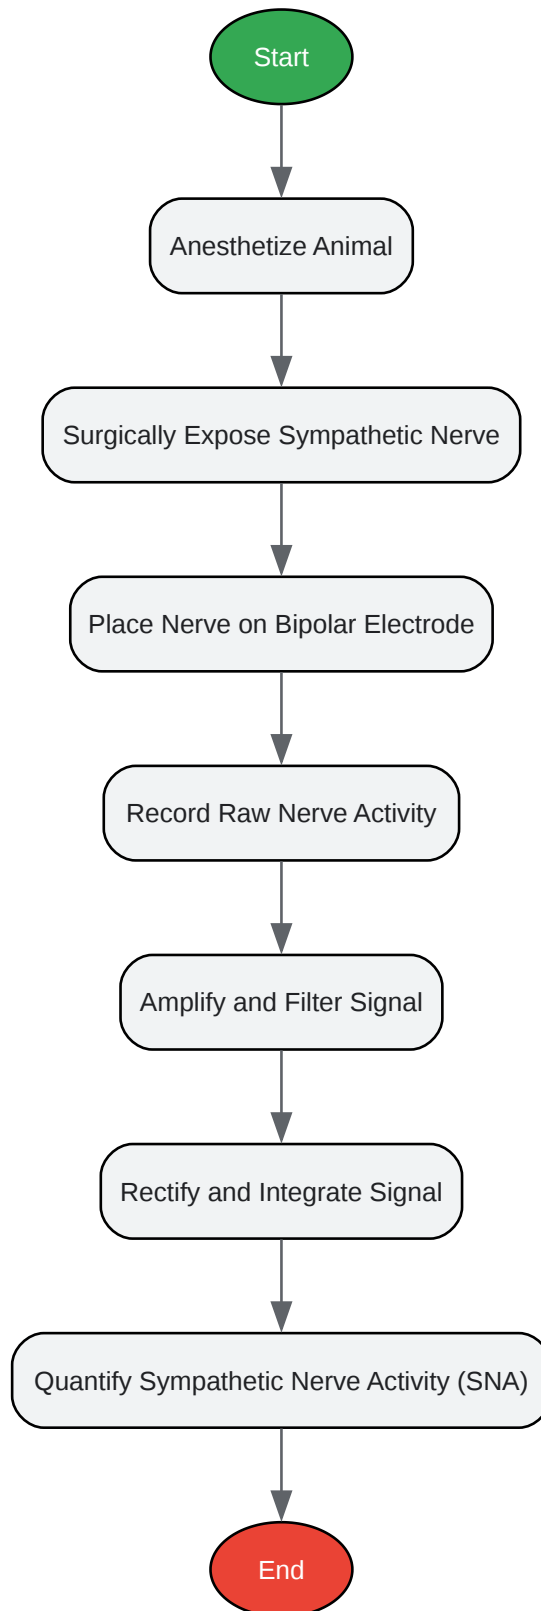 Start
Anesthetize Animal
Surgically Expose Sympathetic Nerve
Place Nerve on Bipolar Electrode
Record Raw Nerve Activity
Amplify and Filter Signal
Rectify and Integrate Signal
Quantify Sympathetic Nerve Activity (SNA)
End